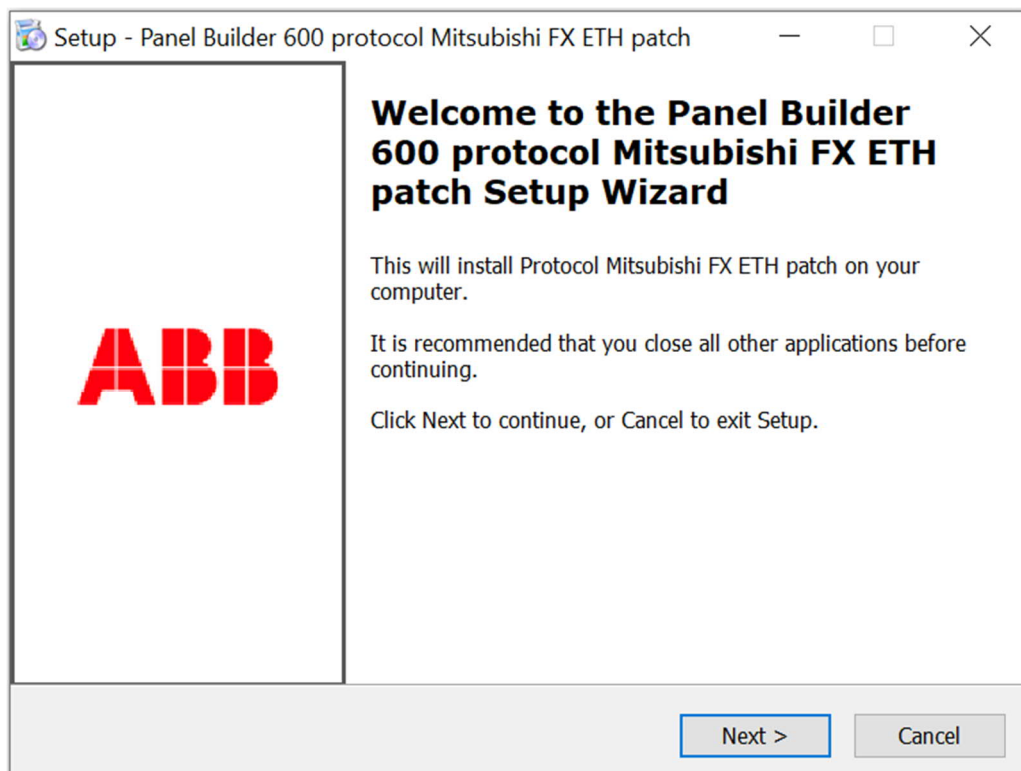 Setup - Panel Builder 600 protocol Mitsubishi FX ETH patch
Welcome to the Panel Builder
600 protocol Mitsubishi FX ETH
patch Setup Wizard
This will install Protocol Mitsubishi FX ETH patch on your
computer.
It is recommended that you close all other applications before
continuing.
Click Next to continue, or Cancel to exit Setup.
ABB
Next >
Cancel